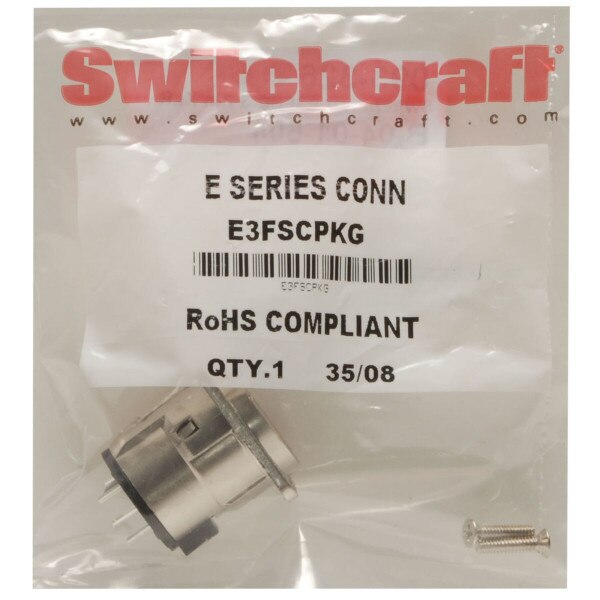 Switchcraft®
www.switchcraft.com
E SERIES CONN
E3FSCPKG
E3FSCPKG
RoHS COMPLIANT
QTY.1 35/08